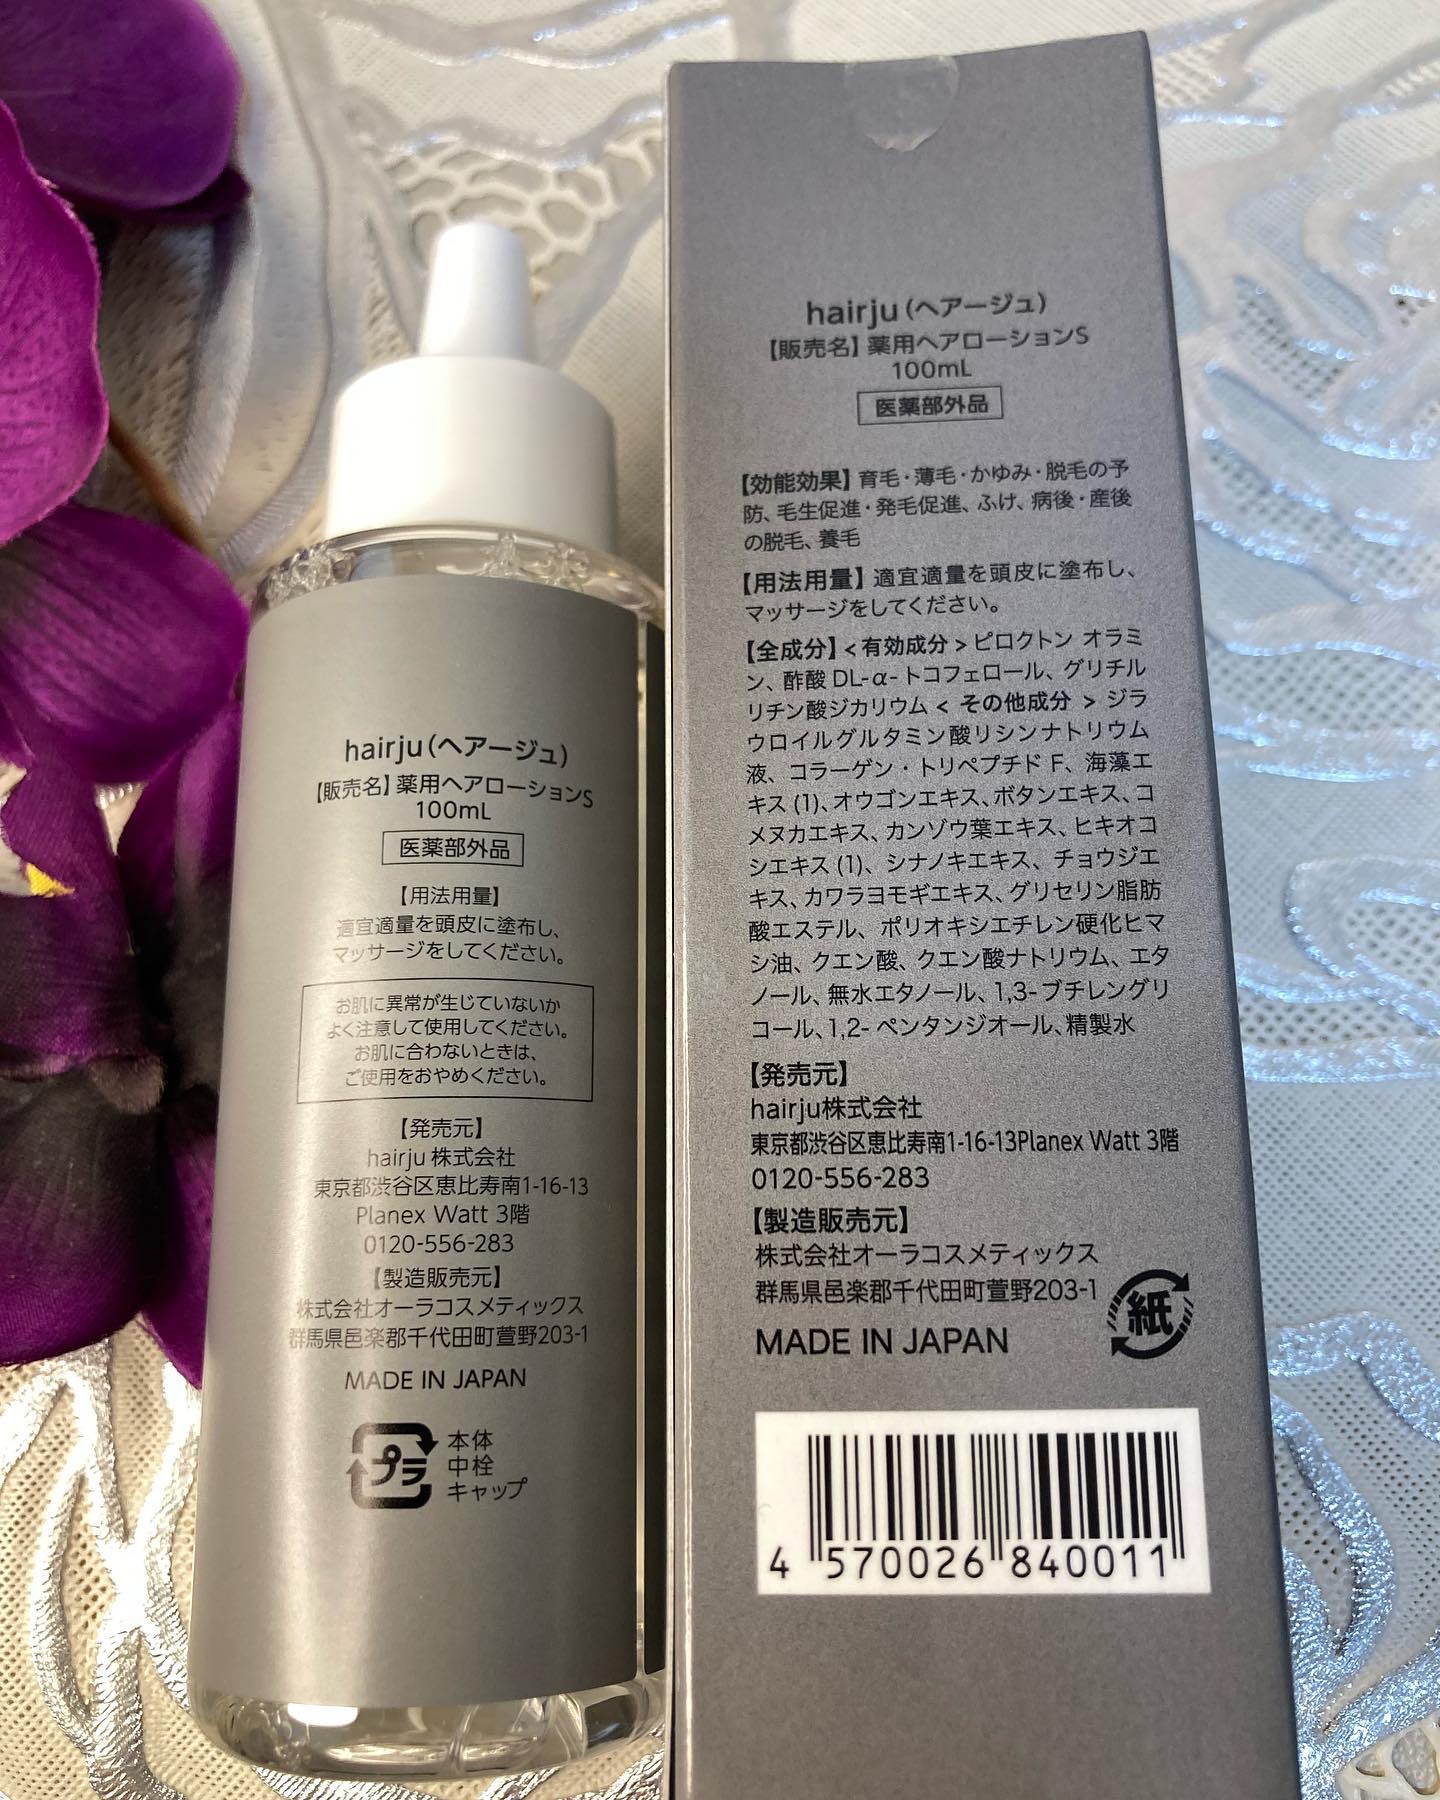 hairju（ヘアージュ）
【販売名】薬用ヘアローションS
100mL
医薬部外品
【用法用量】
適宜適量を頭皮に塗布し、
マッサージをしてください。
お肌に異常が生じていないか
よく注意して使用してください。
お肌に合わないときは、
ご使用をおやめください。
【発売元】
hairju 株式会社
東京都渋谷区恵比寿南1-16-13
Planex Watt 3階
0120-556-283
【製造販売元】
株式会社オーラコスメティックス
群馬県邑楽郡千代田町萱野203-1
MADE IN JAPAN
プラ
本体
中栓
キャップ
hairju（ヘアージュ）
【販売名】薬用ヘアローションS
100mL
医薬部外品
【効能効果】育毛・薄毛・かゆみ・脱毛の予
防、毛生促進・発毛促進、ふけ、病後・産後
の脱毛、養毛
【用法用量】適宜適量を頭皮に塗布し、
マッサージをしてください。
【全成分】<有効成分>ピロクトン オラミ
ン、酢酸 DL-α-トコフェロール、グリチル
リチン酸ジカリウム< その他成分 > ジラ
ウロイルグルタミン酸リシンナトリウム
液、コラーゲン・トリペプチド F、海藻エ
キス (1)、オウゴンエキス、ボタンエキス、コ
メヌカエキス、カンゾウ葉エキス、ヒキオコ
シエキス (1)、シナノキエキス、チョウジエ
キス、カワラヨモギエキス、グリセリン脂肪
酸エステル、ポリオキシエチレン硬化ヒマ
シ油、クエン酸、クエン酸ナトリウム、エタ
ノール、無水エタノール、1,3-ブチレングリ
コール、1,2-ペンタンジオール、精製水
【発売元】
hairju株式会社
東京都渋谷区恵比寿南1-16-13Planex Watt 3階
0120-556-283
【製造販売元】
株式会社オーラコスメティックス
群馬県邑楽郡千代田町萱野203-1
紙
MADE IN JAPAN
4 570026 840011